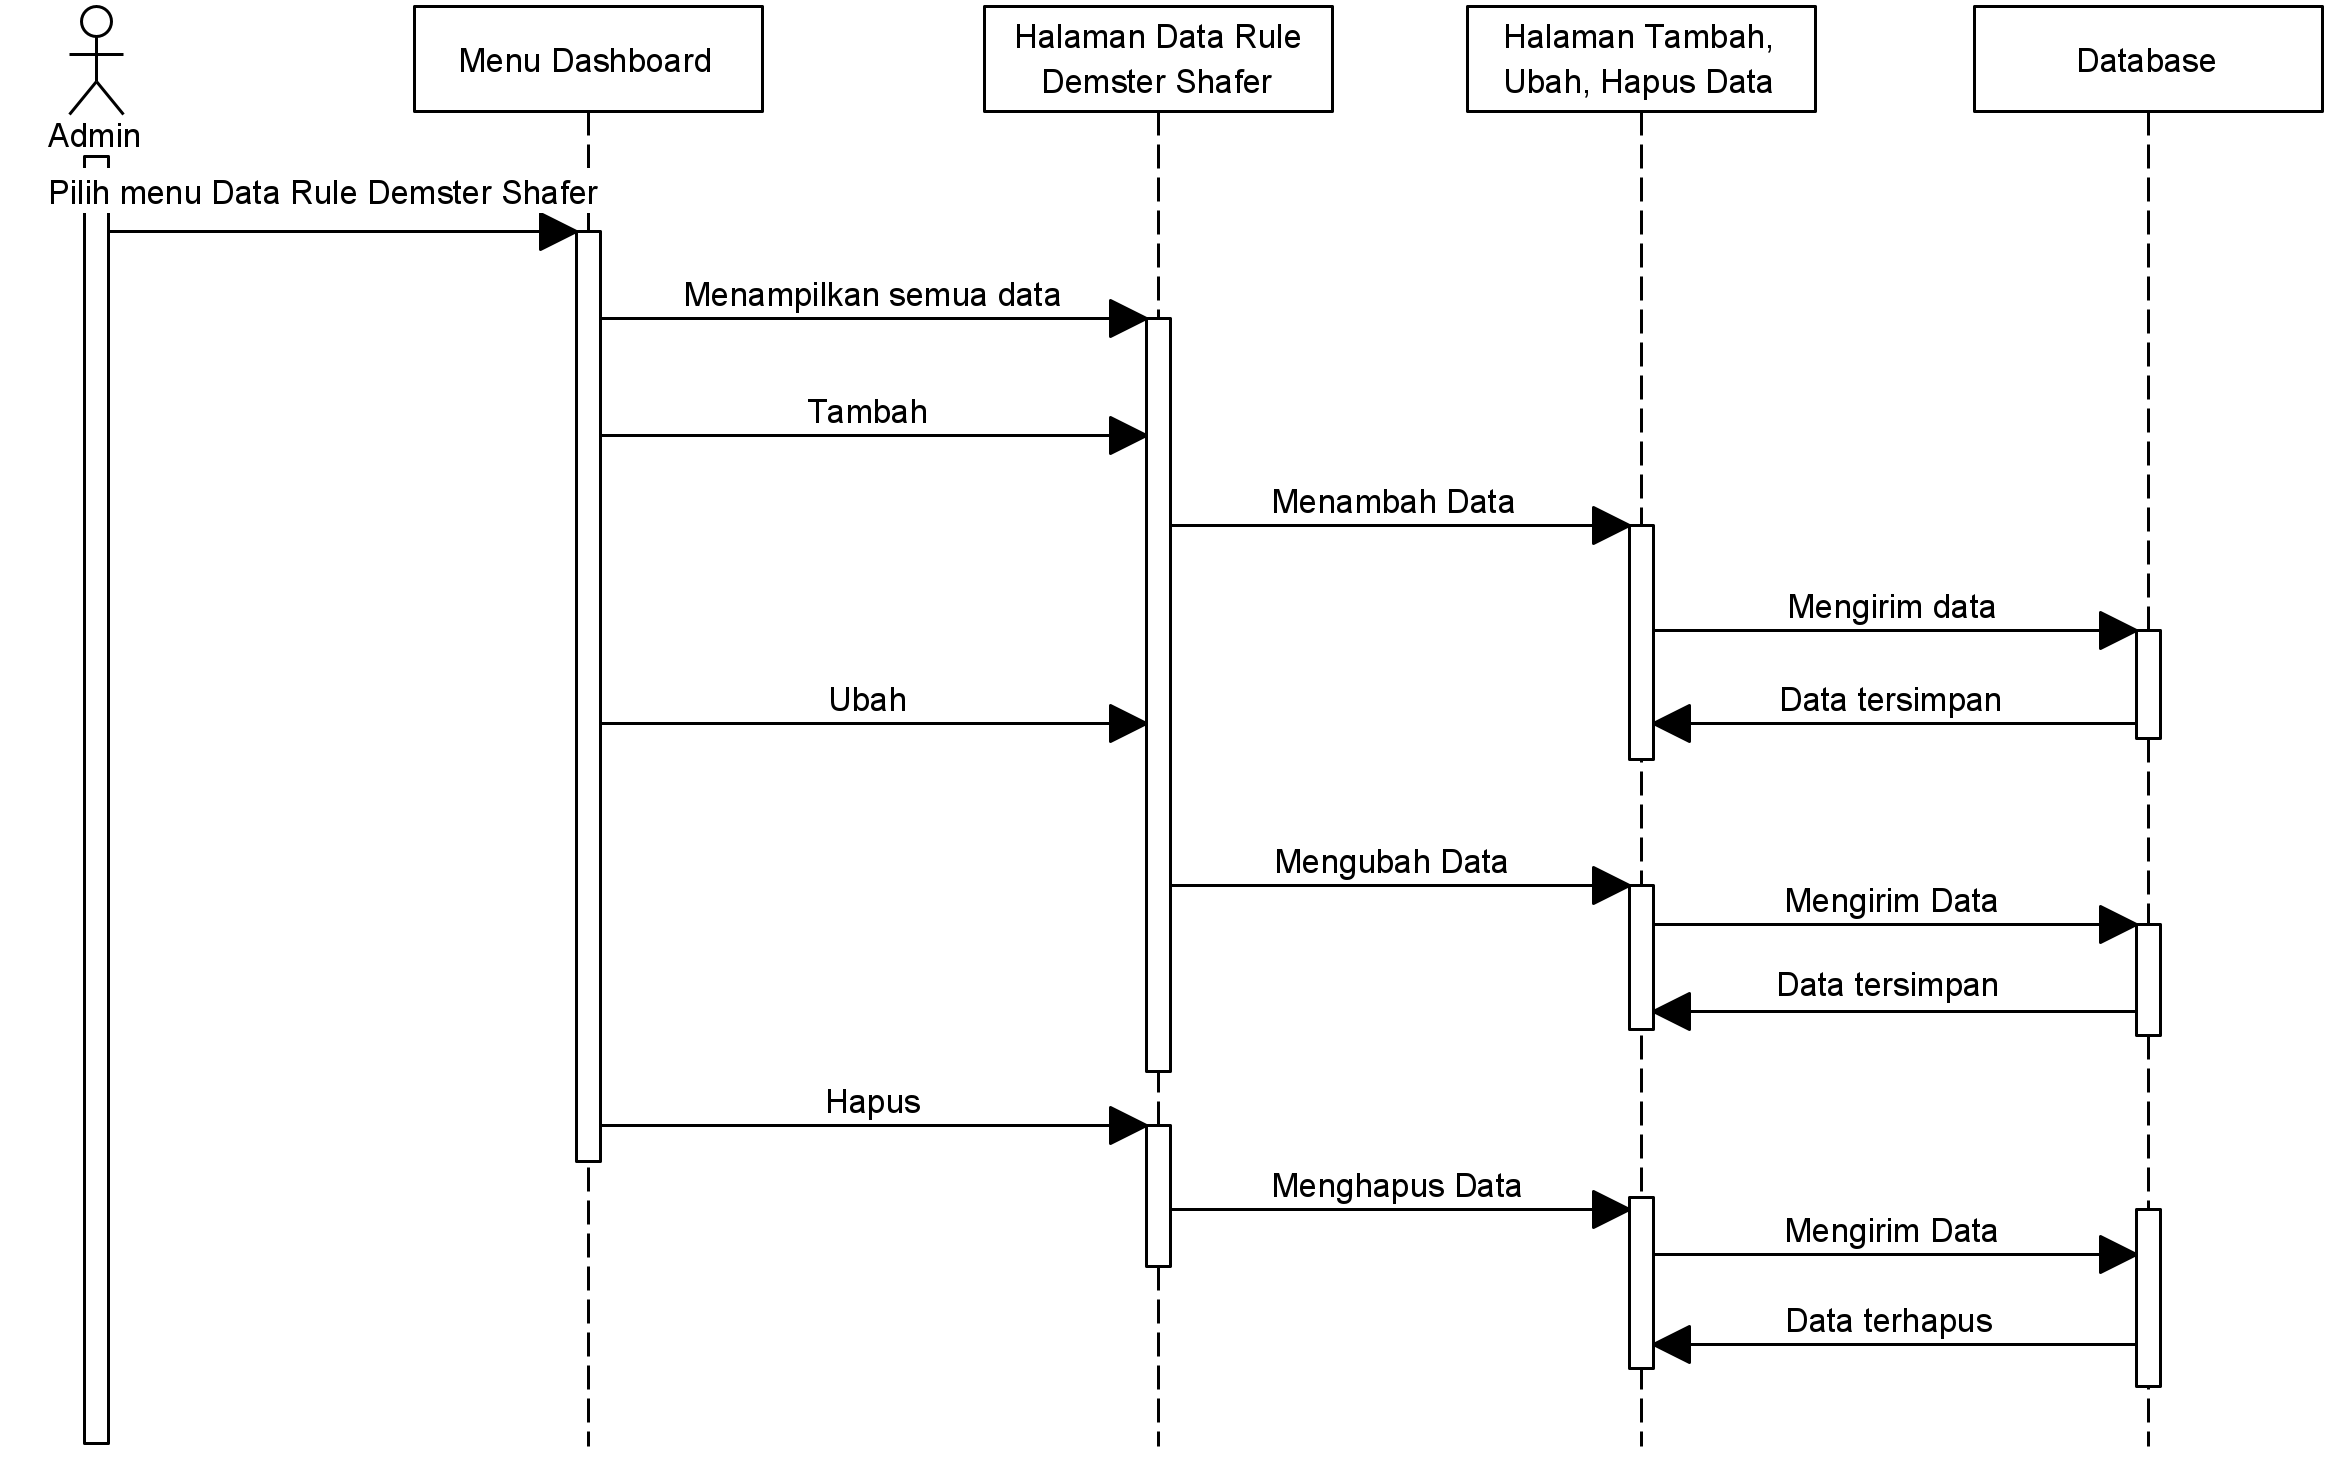 Admin
Menu Dashboard
Halaman Data Rule
Demster Shafer
Halaman Tambah,
Ubah, Hapus Data
Database
Pilih menu Data Rule Demster Shafer
Menampilkan semua data
Tambah
Menambah Data
Mengirim data
Ubah
Data tersimpan
Mengubah Data
Mengirim Data
Data tersimpan
Hapus
Menghapus Data
Mengirim Data
Data terhapus